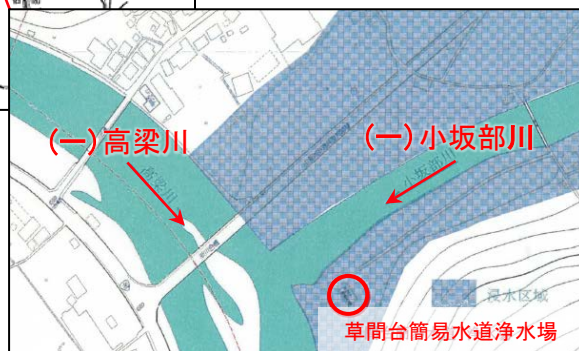 (一)高梁川
(一)小坂部川
高梁川
小坂部川
浸水区域
草間台簡易水道浄水場